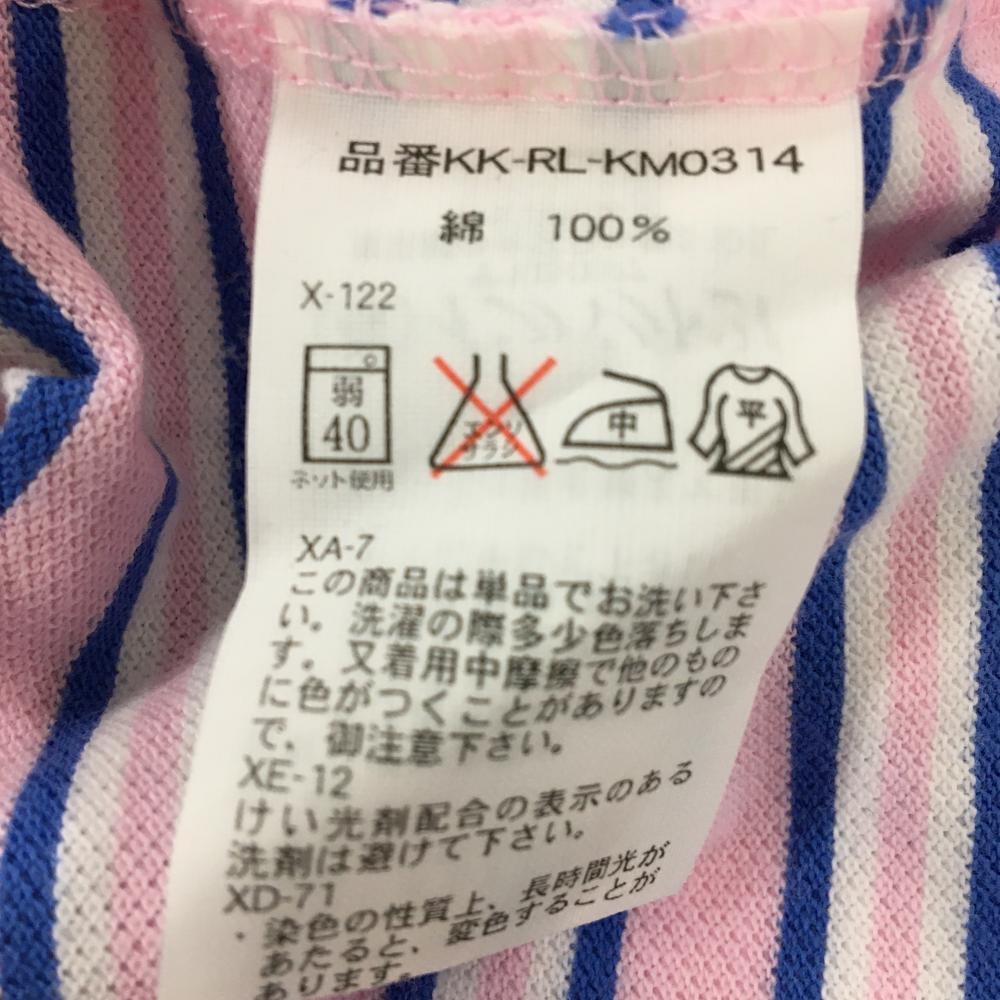 品番KK-RL-KM0314
綿 100%
X-122
弱
40
エンソ
サラシ
中
平
ネット使用
XA-7
この商品は単品でお洗い下さ
い。洗濯の際多少色落ちしま
す。又着用中摩擦で他のもの
に色がつくことがありますの
で、御注意下さい。
XE-12
けい光剤配合の表示のある
洗剤は避けて下さい。
XD-71
・染色の性質上、長時間光が
あたると、変色することが
あります。